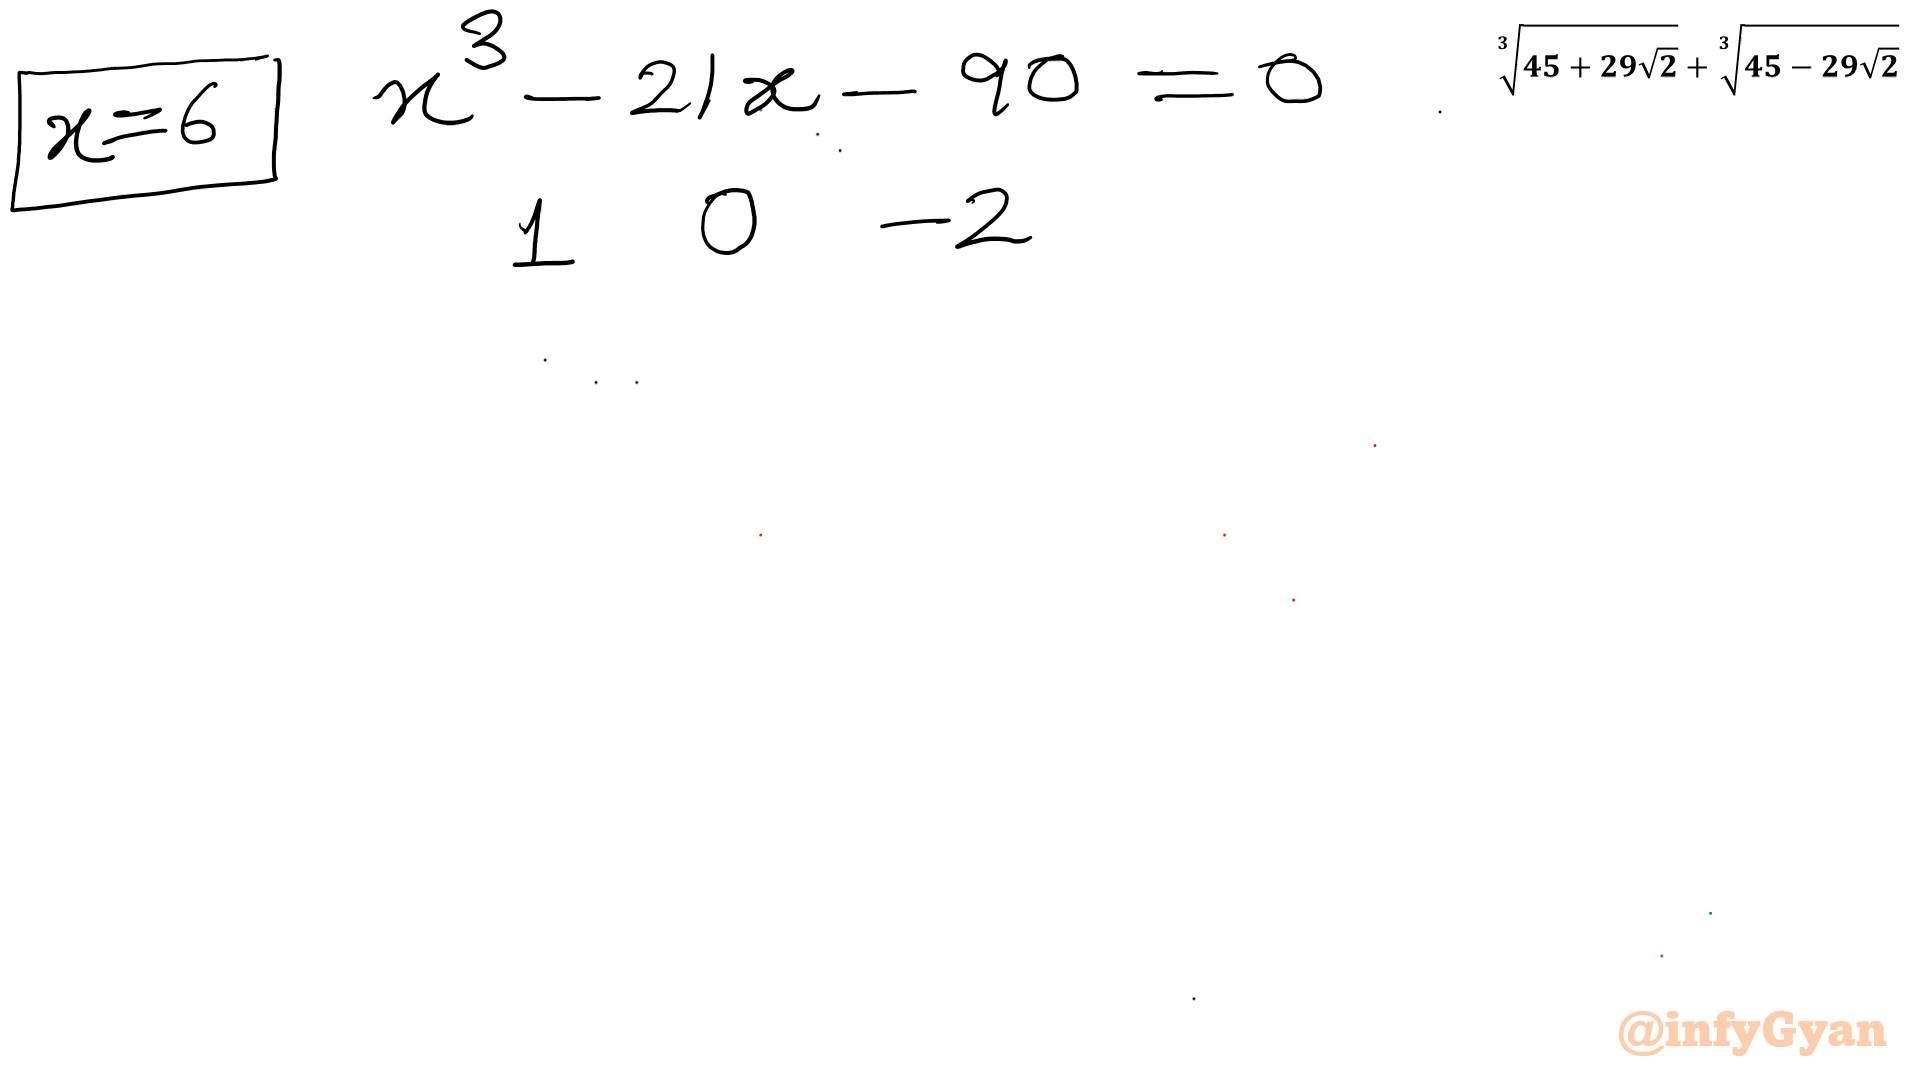 x=6
x³ - 21x - 90 = 0
∛(45 + 29√2) + ∛(45 − 29√2)
1 0 -2
@infyGyan